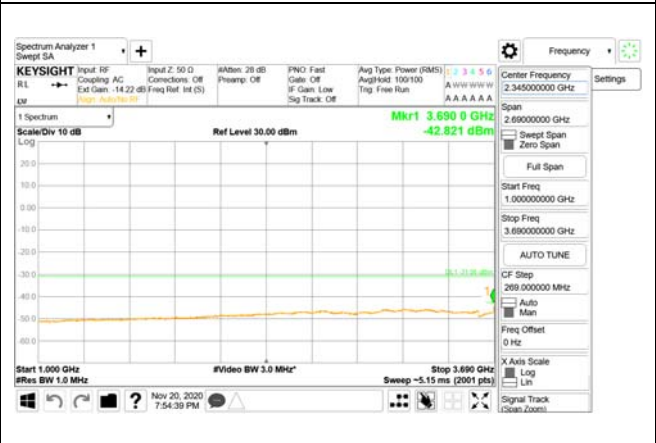 Spectrum Analyzer 1
Swept SA
Frequency
KEYSIGHT
RL
Input: RF
Coupling: AC
Ext Gain: -14.22 dB
Align: Auto/No RF
Input Z: 50 Ω
Corrections: Off
Freq Ref: Int (S)
#Atten: 28 dB
Preamp: Off
PNO: Fast
Gate: Off
IF Gain: Low
Sig Track: Off
Avg Type: Power (RMS)
Avg|Hold: 100/100
Trig: Free Run
1 2 3 4 5 6
A W W W W W
A A A A A A
1 Spectrum
Scale/Div 10 dB
Log
Ref Level 30.00 dBm
Mkr1 3.690 0 GHz
-42.821 dBm
20.0
10.0
0.00
-10.0
-20.0
-30.0
-40.0
-50.0
-60.0
1
Start 1.000 GHz
#Res BW 1.0 MHz
#Video BW 3.0 MHz*
Stop 3.690 GHz
Sweep ~5.15 ms (2001 pts)
Nov 20, 2020
7:54:39 PM
Center Frequency
2.345000000 GHz
Settings
Span
2.69000000 GHz
Swept Span
Zero Span
Full Span
Start Freq
1.000000000 GHz
Stop Freq
3.690000000 GHz
AUTO TUNE
CF Step
269.000000 MHz
Auto
Man
Freq Offset
0 Hz
X Axis Scale
Log
Lin
Signal Track
(Span Zoom)